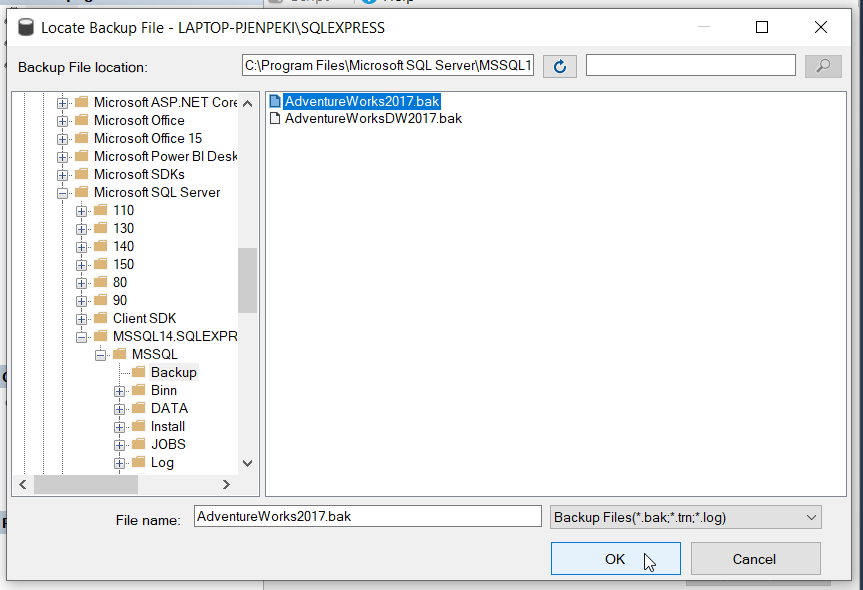 Locate Backup File - LAPTOP-PJENPEKI\SQLEXPRESS
Backup File location:
C:\Program Files\Microsoft SQL Server\MSSQL1
Microsoft ASP.NET Core
Microsoft Office
Microsoft Office 15
Microsoft Power BI Desk
Microsoft SDKs
Microsoft SQL Server
110
130
140
150
80
90
Client SDK
MSSQL14.SQLEXPR
MSSQL
Backup
Binn
DATA
Install
JOBS
Log
AdventureWorks2017.bak
AdventureWorksDW2017.bak
File name:
AdventureWorks2017.bak
Backup Files(*.bak;*.trn;*.log)
OK
Cancel